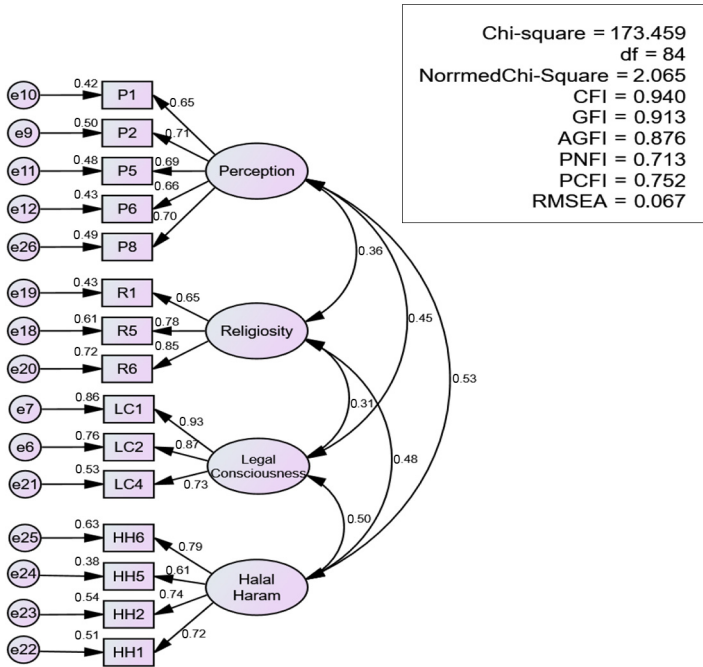 Chi-square = 173.459
df = 84
NorrmedChi-Square = 2.065
CFI = 0.940
GFI = 0.913
AGFI = 0.876
PNFI = 0.713
PCFI = 0.752
RMSEA = 0.067
e10 0.42 P1 0.65
e9 0.50 P2 0.71
e11 0.48 P5 0.69
Perception
e12 0.43 P6 0.66
e26 0.49 P8 0.70
0.36
e19 0.43 R1 0.65
e18 0.61 R5 0.78
Religiosity
e20 0.72 R6 0.85
0.45
0.53
e7 0.86 LC1 0.93
0.31
e6 0.76 LC2 0.87
Legal
Consciousness
e21 0.53 LC4 0.73
0.48
0.50
e25 0.63 HH6 0.79
e24 0.38 HH5 0.61
Halal
Haram
e23 0.54 HH2 0.74
e22 0.51 HH1 0.72